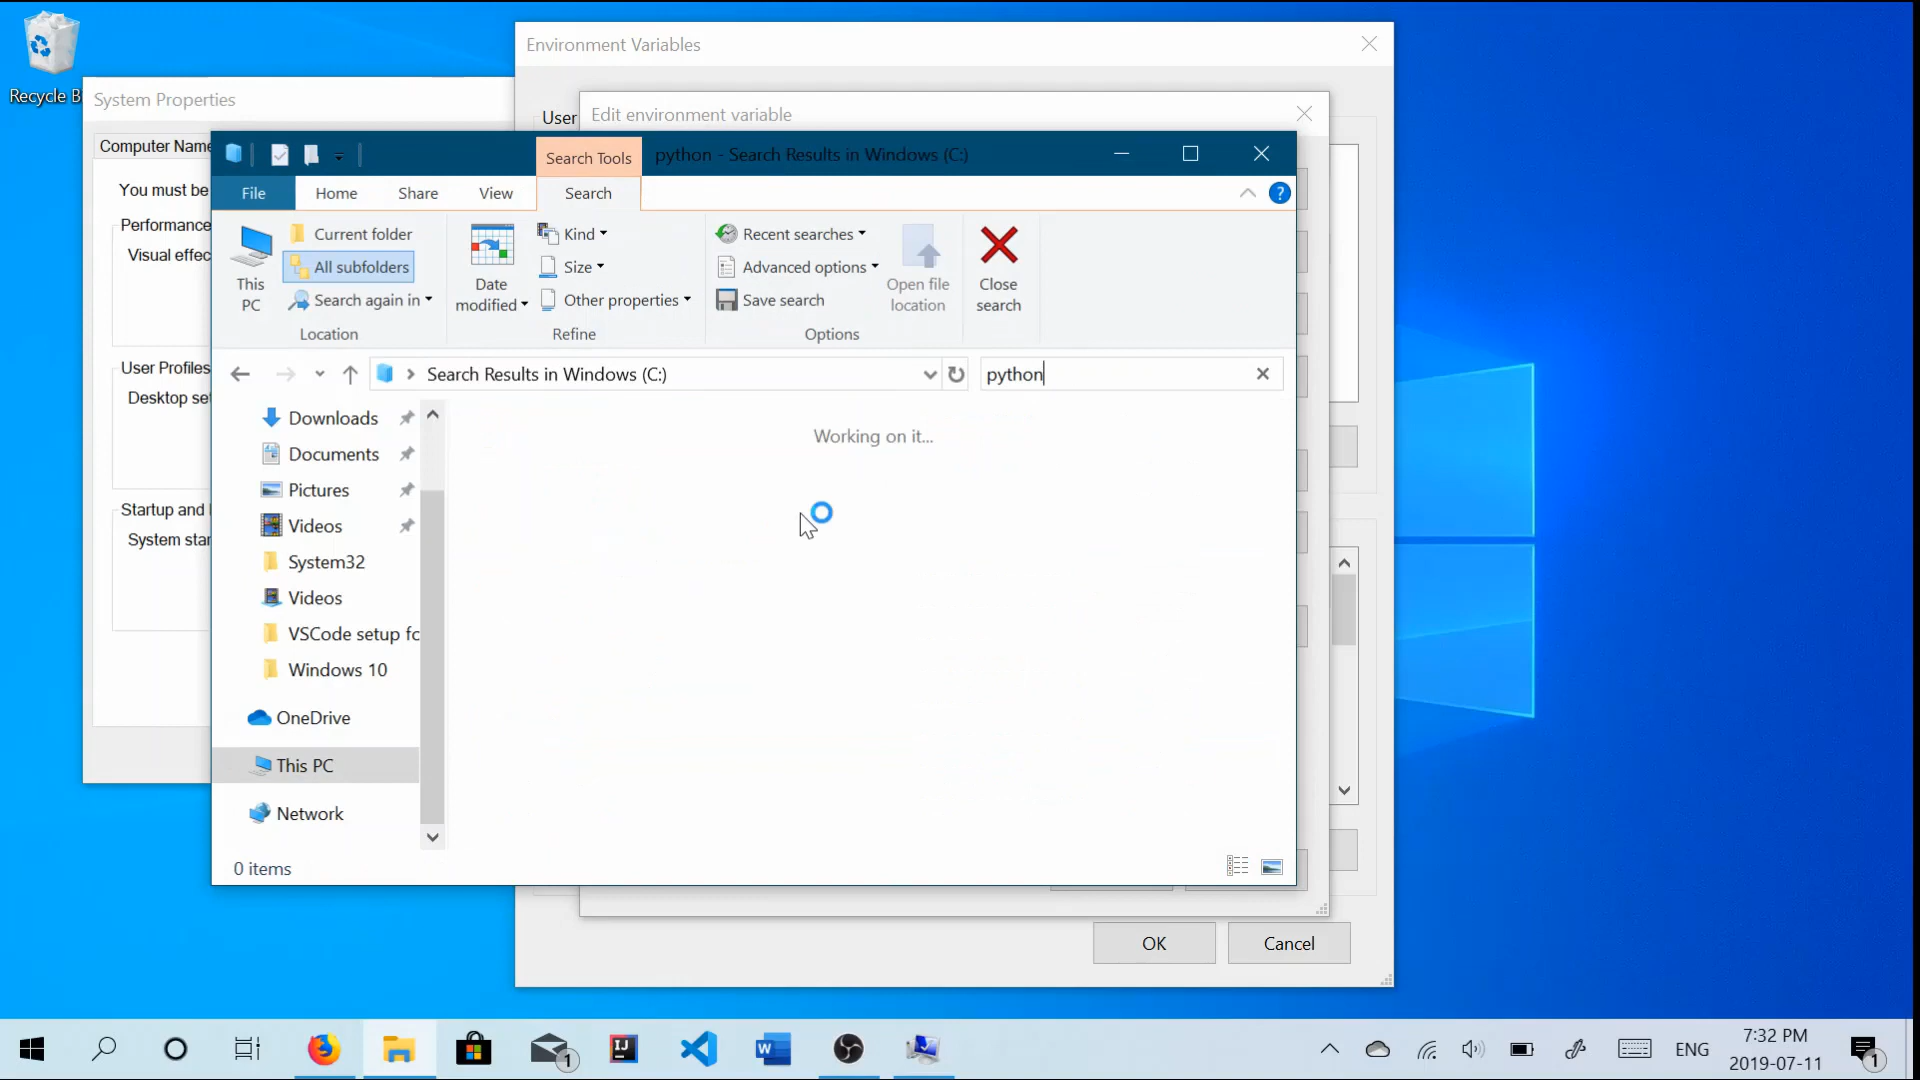 Environment Variables
Recycle B
System Properties
User
Edit environment variable
Computer Name
Search Tools
python - Search Results in Windows (C:)
You must be
File
Home
Share
View
Search
?
Performance
Visual effec
This PC
Current folder
All subfolders
Search again in
Location
Date modified
Kind
Size
Other properties
Refine
Recent searches
Advanced options
Save search
Options
Open file location
Close search
User Profiles
Desktop set
Search Results in Windows (C:)
python
Downloads
Documents
Pictures
Videos
System32
Videos
VSCode setup fo
Windows 10
OneDrive
This PC
Network
Working on it...
Startup and
System star
0 items
OK
Cancel
1
IJ
W
ENG
7:32 PM
2019-07-11
1